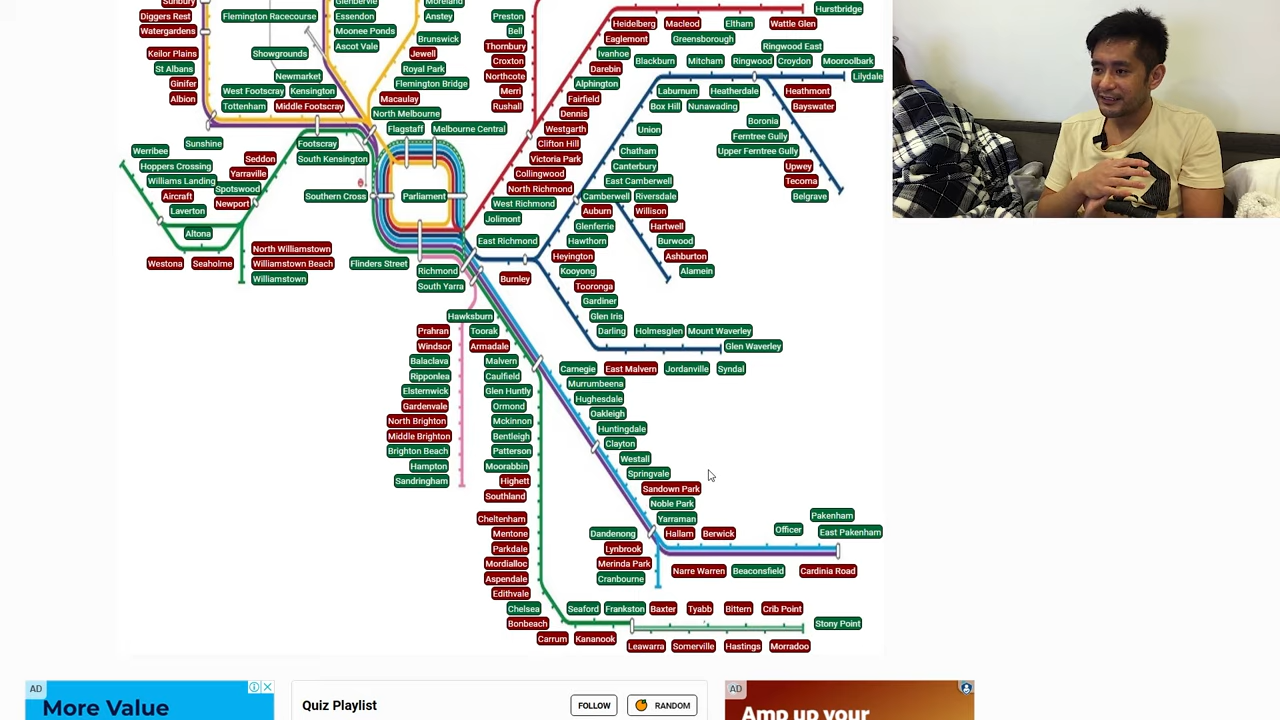 Sunbury
Diggers Rest
Watergardens
Keilor Plains
St Albans
Ginifer
Albion
Flemington Racecourse
Showgrounds
Glenbervie
Essendon
Moonee Ponds
Ascot Vale
Newmarket
Kensington
West Footscray
Tottenham
Middle Footscray
Moreland
Anstey
Brunswick
Jewell
Royal Park
Flemington Bridge
Macaulay
North Melbourne
Flagstaff
Melbourne Central
Preston
Bell
Thornbury
Croxton
Northcote
Merri
Rushall
Hurstbridge
Heidelberg
Macleod
Eltham
Wattle Glen
Eaglemont
Greensborough
Ivanhoe
Darebin
Alphington
Fairfield
Dennis
Westgarth
Clifton Hill
Victoria Park
Collingwood
North Richmond
West Richmond
Jolimont
Ringwood East
Blackburn
Mitcham
Ringwood
Croydon
Mooroolbark
Lilydale
Laburnum
Heatherdale
Heathmont
Box Hill
Nunawading
Bayswater
Boronia
Ferntree Gully
Upper Ferntree Gully
Upwey
Tecoma
Belgrave
Union
Chatham
Canterbury
East Camberwell
Camberwell
Riversdale
Auburn
Willison
Glenferrie
Hartwell
Hawthorn
Burwood
Heyington
Ashburton
Kooyong
Alamein
Tooronga
Gardiner
Glen Iris
Darling
Holmesglen
Mount Waverley
Glen Waverley
East Malvern
Jordanville
Syndal
Sunshine
Footscray
South Kensington
Werribee
Hoppers Crossing
Williams Landing
Aircraft
Laverton
Seddon
Yarraville
Spotswood
Newport
Altona
Westona
Seaholme
North Williamstown
Williamstown Beach
Williamstown
Southern Cross
Parliament
Flinders Street
East Richmond
Burnley
Richmond
South Yarra
Hawksburn
Prahran
Toorak
Windsor
Armadale
Balaclava
Malvern
Ripponlea
Caulfield
Elsternwick
Glen Huntly
Gardenvale
Ormond
North Brighton
Mckinnon
Middle Brighton
Bentleigh
Brighton Beach
Patterson
Hampton
Moorabbin
Sandringham
Highett
Southland
Cheltenham
Mentone
Parkdale
Mordialloc
Aspendale
Edithvale
Chelsea
Bonbeach
Carrum
Kananook
Seaford
Frankston
Carnegie
Murrumbeena
Hughesdale
Oakleigh
Huntingdale
Clayton
Westall
Springvale
Sandown Park
Noble Park
Yarraman
Dandenong
Hallam
Berwick
Officer
Pakenham
East Pakenham
Lynbrook
Merinda Park
Cranbourne
Narre Warren
Beaconsfield
Cardinia Road
Baxter
Tyabb
Bittern
Crib Point
Stony Point
Leawarra
Somerville
Hastings
Morradoo
AD
More Value
Quiz Playlist
FOLLOW
RANDOM
AD
Amp up your